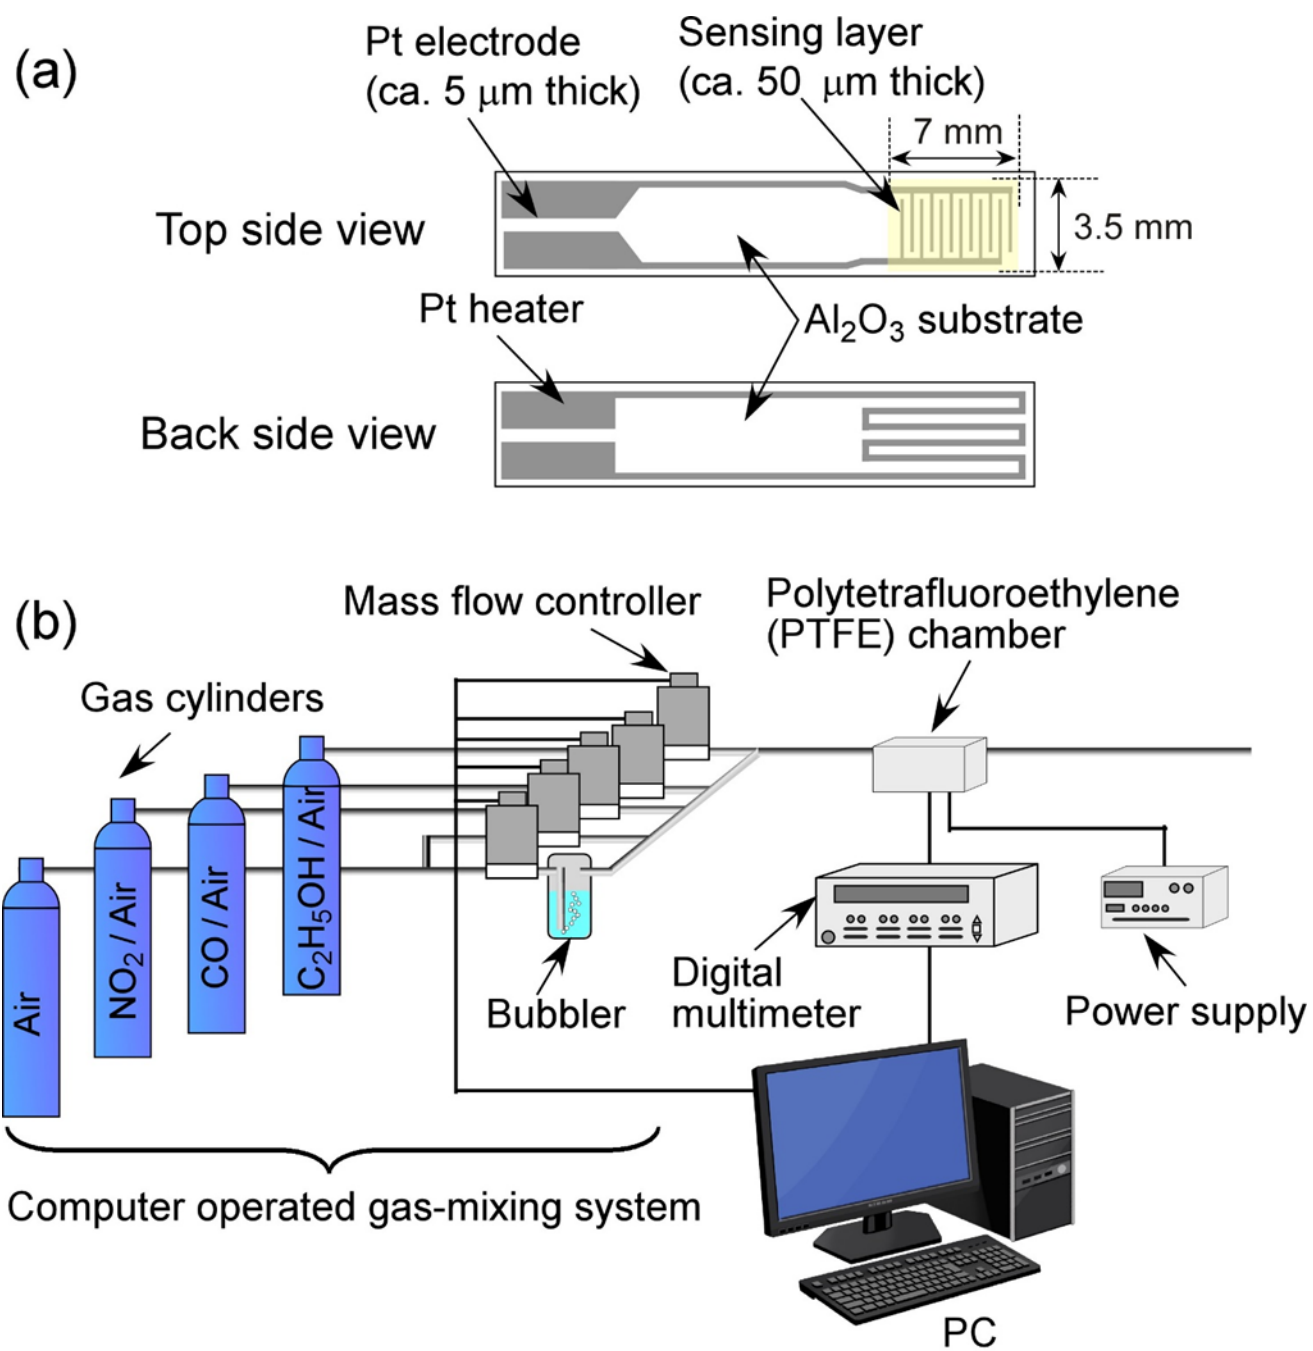 (a)
Pt electrode
(ca. 5 μm thick)
Sensing layer
(ca. 50 μm thick)
7 mm
Top side view
3.5 mm
Pt heater
Al₂O₃ substrate
Back side view
(b)
Mass flow controller
Polytetrafluoroethylene
(PTFE) chamber
Gas cylinders
Air
NO₂ / Air
CO / Air
C₂H₅OH / Air
Bubbler
Digital
multimeter
Power supply
Computer operated gas-mixing system
PC